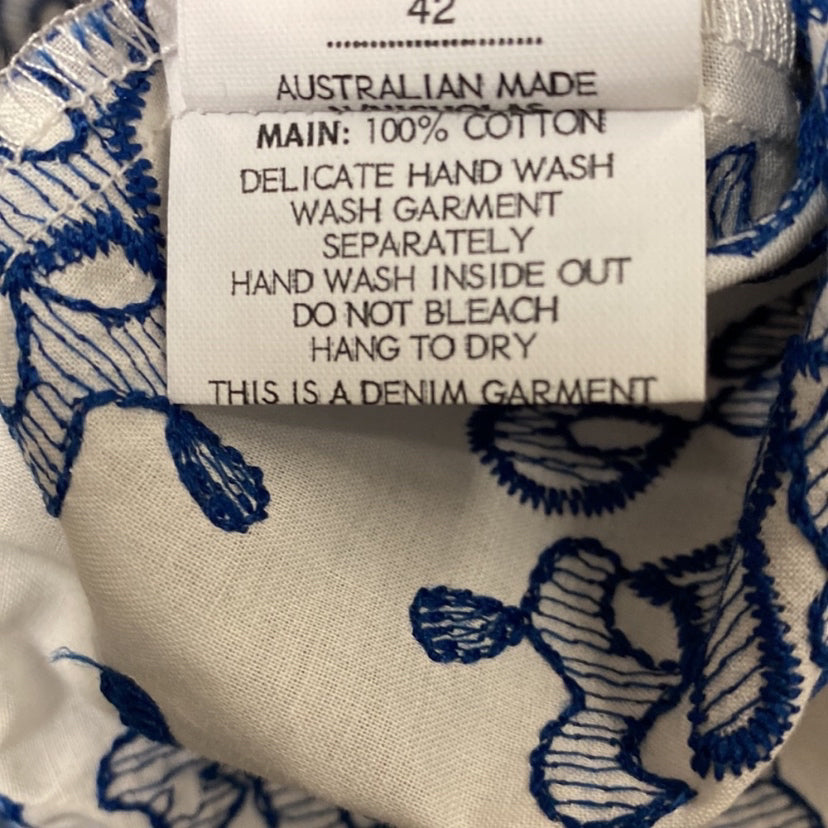 42
AUSTRALIAN MADE
MAIN: 100% COTTON
DELICATE HAND WASH
WASH GARMENT
SEPARATELY
HAND WASH INSIDE OUT
DO NOT BLEACH
HANG TO DRY
THIS IS A DENIM GARMENT